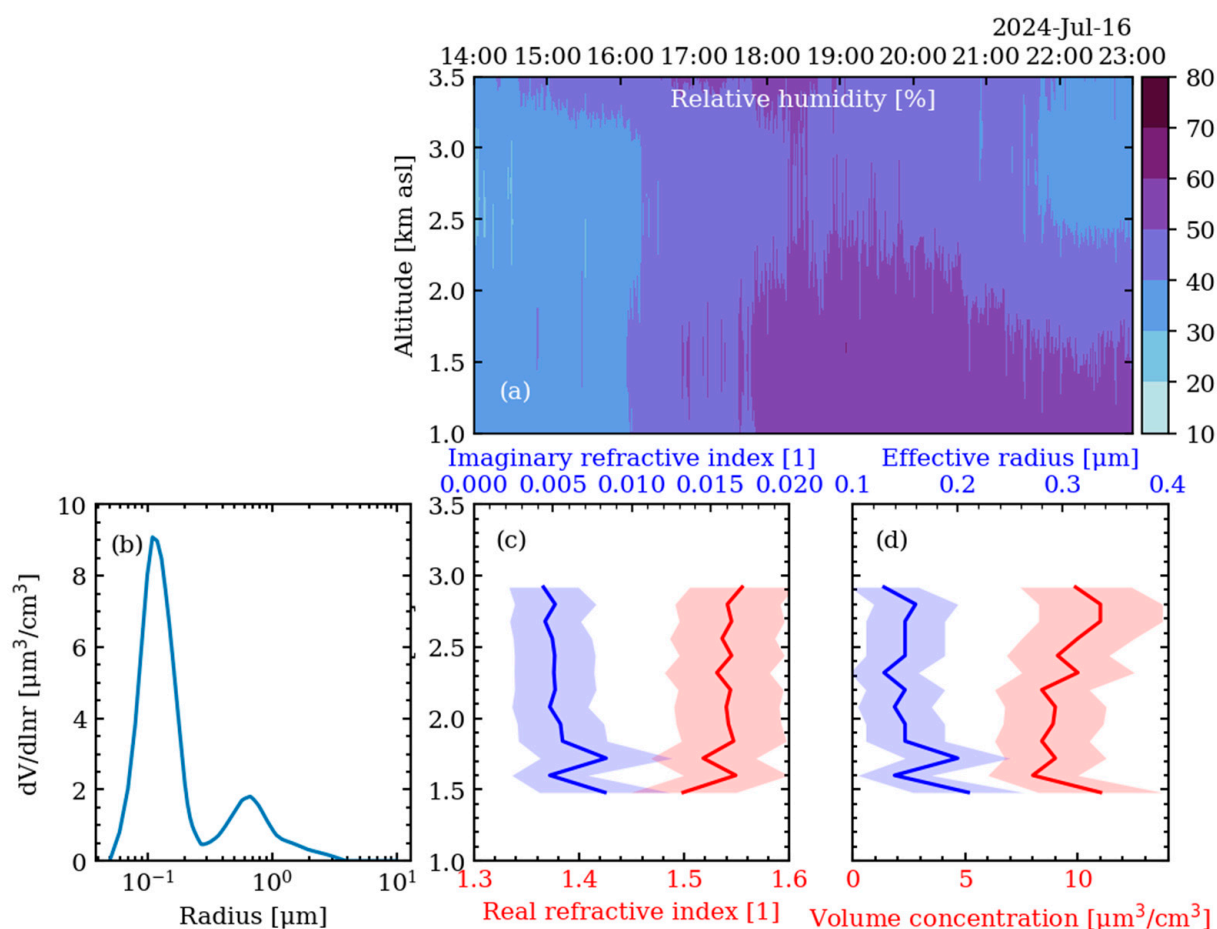 2024-Jul-16
14:00 15:00 16:00 17:00 18:00 19:00 20:00 21:00 22:00 23:00
3.5
3.0
2.5
2.0
1.5
1.0
Altitude [km asl]
Relative humidity [%]
(a)
80
70
60
50
40
30
20
10
Imaginary refractive index [1]
0.000 0.005 0.010 0.015 0.020
Effective radius [μm]
0.1 0.2 0.3 0.4
10
8
6
4
2
0
dV/dlnr [μm³/cm³]
(b)
10⁻¹ 10⁰ 10¹
Radius [μm]
3.5
3.0
2.5
2.0
1.5
1.0
(c)
1.3 1.4 1.5 1.6
Real refractive index [1]
(d)
0 5 10
Volume concentration [μm³/cm³]